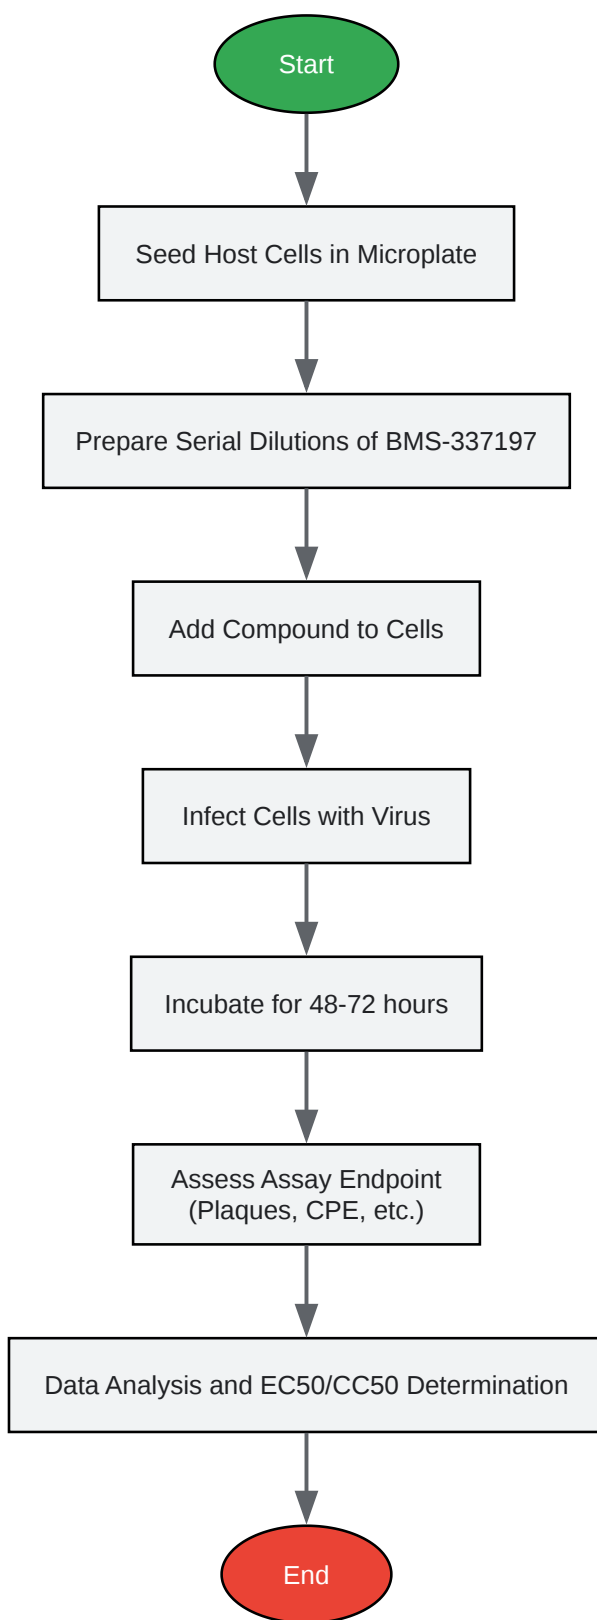 Start
Seed Host Cells in Microplate
Prepare Serial Dilutions of BMS-337197
Add Compound to Cells
Infect Cells with Virus
Incubate for 48-72 hours
Assess Assay Endpoint
(Plaques, CPE, etc.)
Data Analysis and EC50/CC50 Determination
End